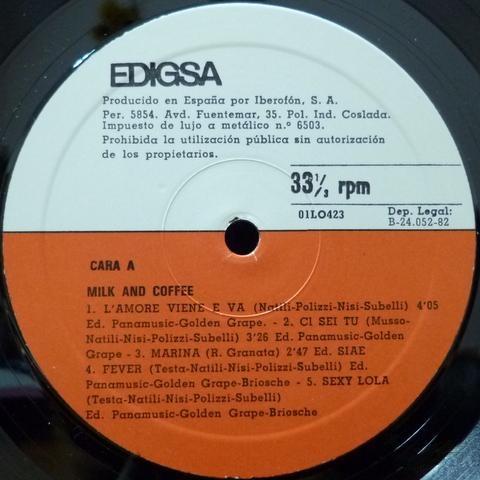 EDIGSA
Producido en España por Iberofón, S. A.
Per. 5854. Avd. Fuentemar, 35. Pol. Ind. Coslada.
Impuesto de lujo a metálico n.º 6503.
Prohibida la utilización pública sin autorización
de los propietarios.
33⅓ rpm
01L0423
Dep. Legal:
B-24.052-82
CARA A
MILK AND COFFEE
1. L'AMORE VIENE E VA (Natili-Polizzi-Nisi-Subelli) 4'05
Ed. Panamusic-Golden Grape. - 2. CI SEI TU (Musso-
Natili-Nisi-Polizzi-Subelli) 3'26 Ed. Panamusic-Golden
Grape - 3. MARINA (R. Granata) 2'47 Ed. SIAE
4. FEVER (Testa-Natili-Nisi-Polizzi-Subelli) Ed.
Panamusic-Golden Grape-Briosche - 5. SEXY LOLA
(Testa-Natili-Nisi-Polizzi-Subelli)
Ed. Panamusic-Golden Grape-Briosche